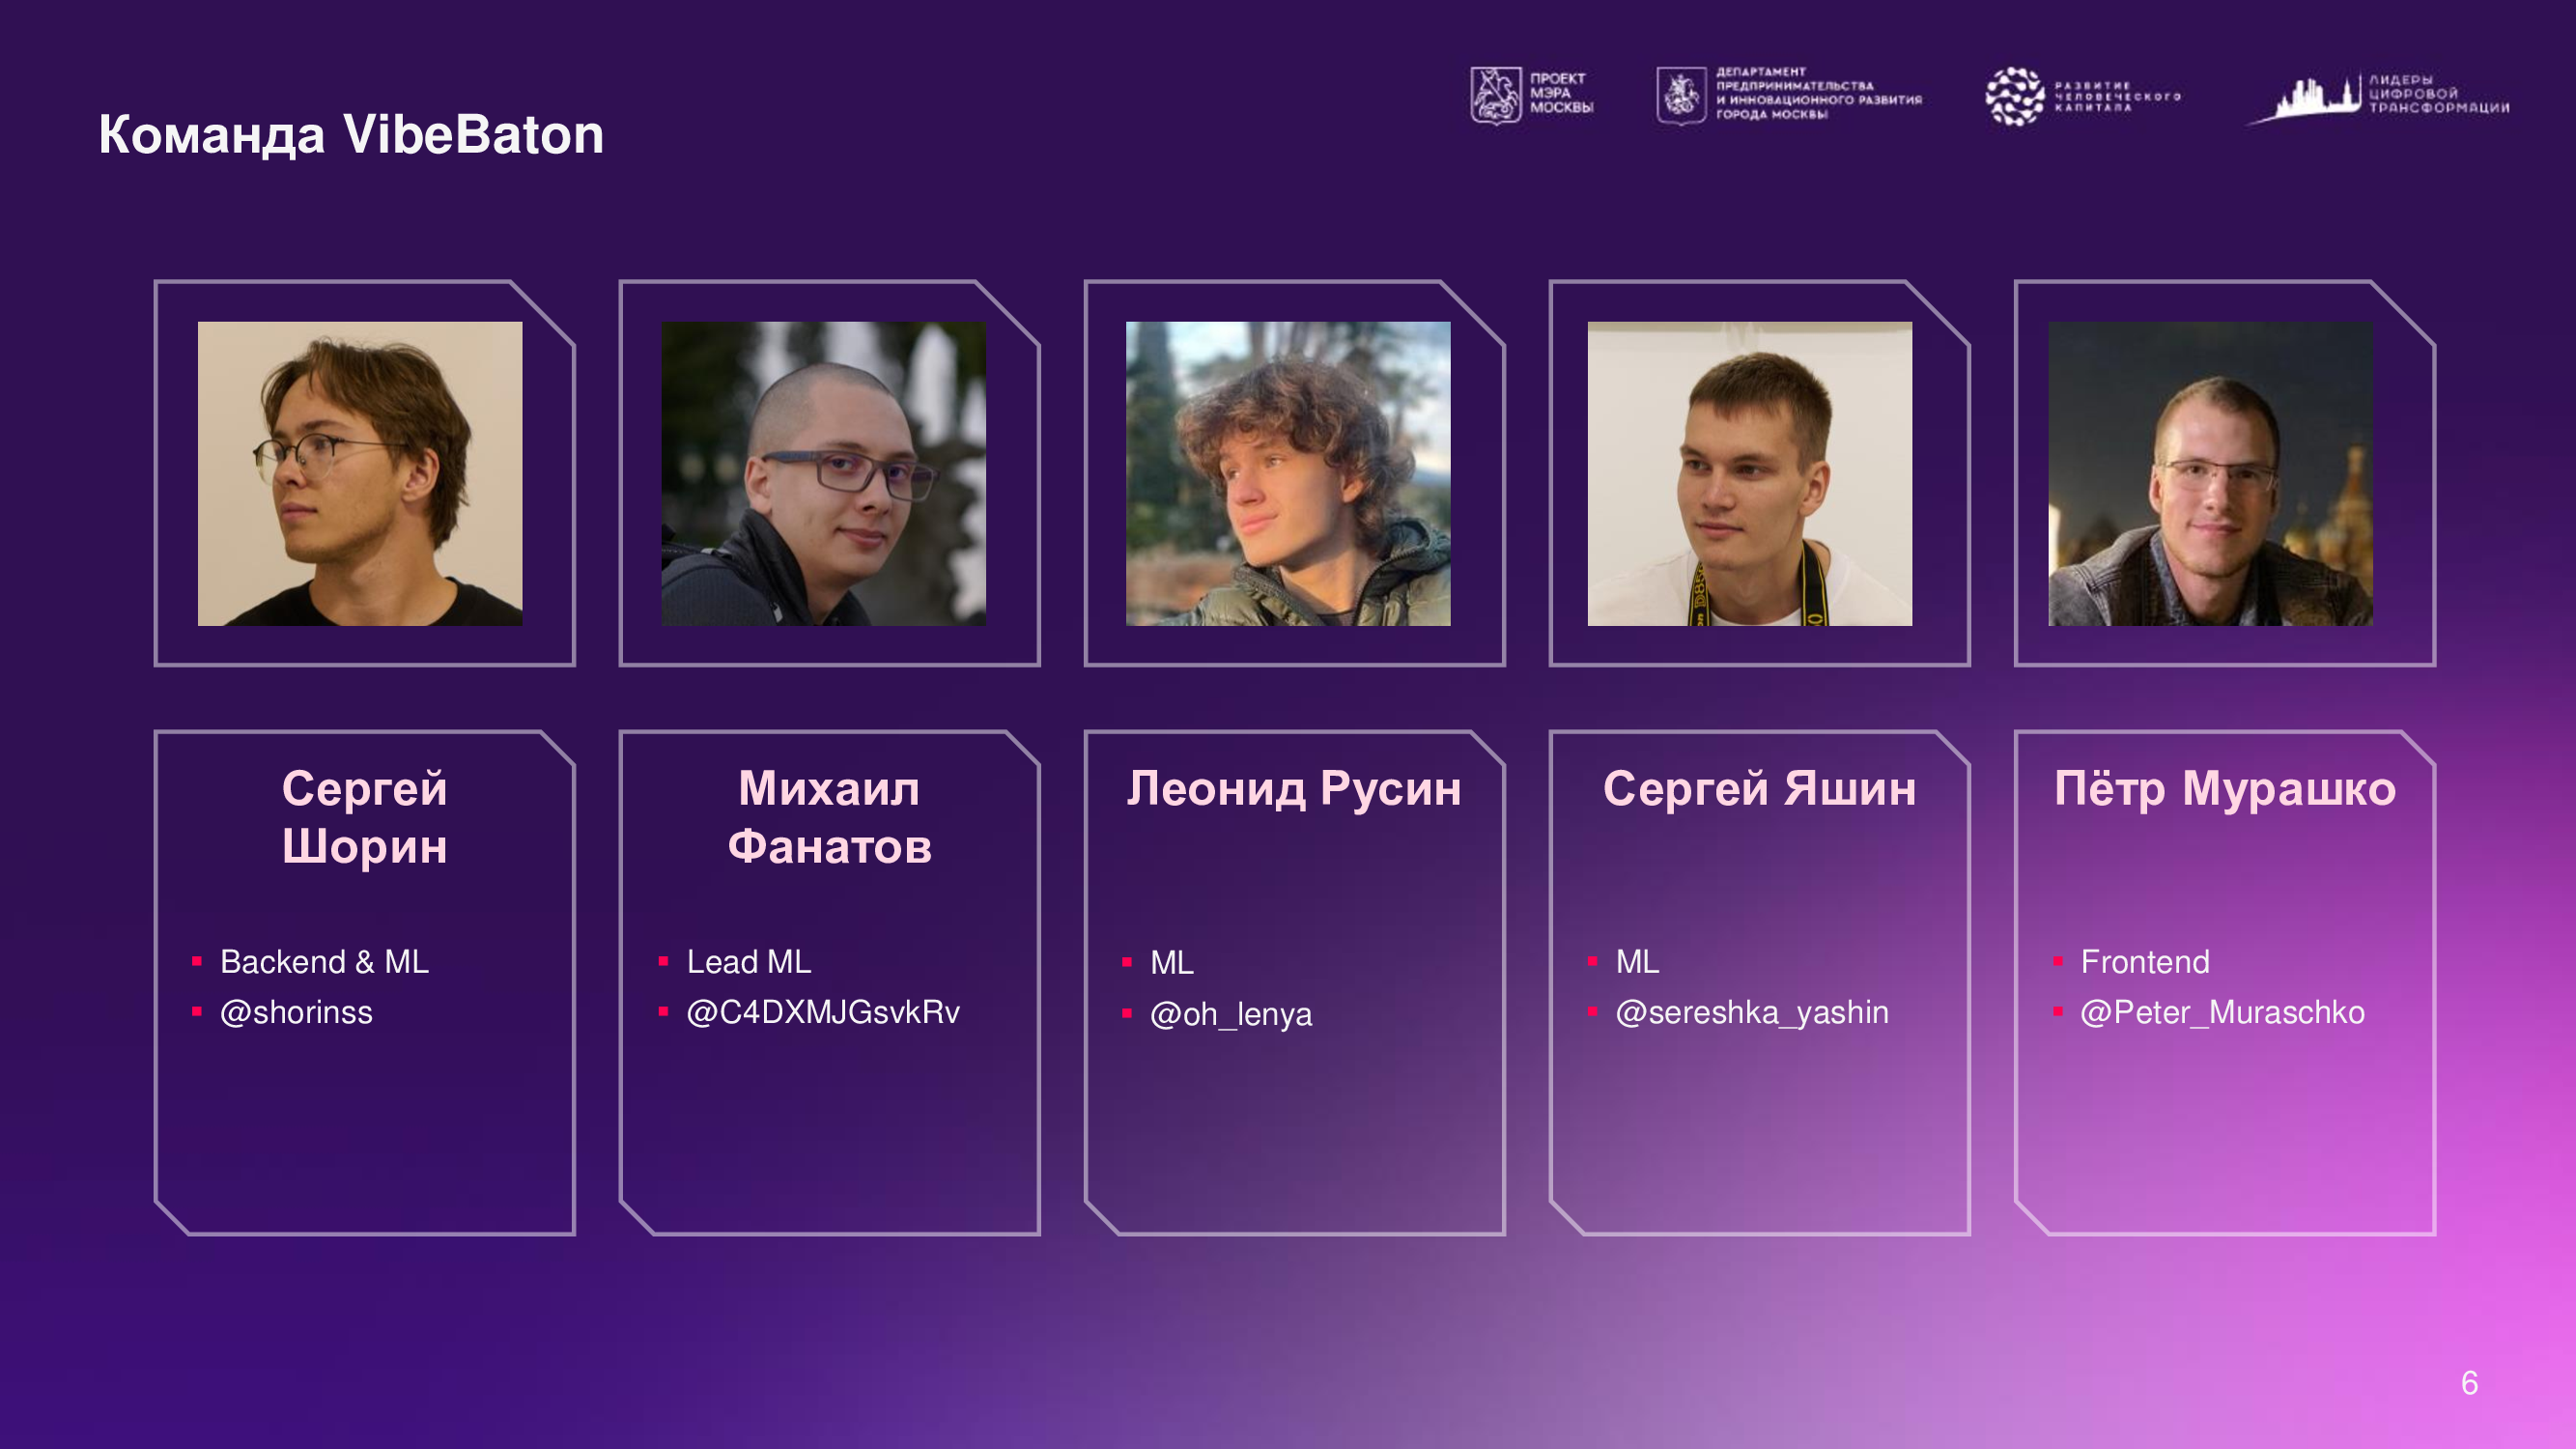 Команда VibeBaton
ПРОЕКТ
МЭРА
МОСКВЫ
ДЕПАРТАМЕНТ
ПРЕДПРИНИМАТЕЛЬСТВА
И ИННОВАЦИОННОГО РАЗВИТИЯ
ГОРОДА МОСКВЫ
РАЗВИТИЕ
ЧЕЛОВЕЧЕСКОГО
КАПИТАЛА
ЛИДЕРЫ
ЦИФРОВОЙ
ТРАНСФОРМАЦИИ
Сергей
Шорин
Backend & ML
@shorinss
Михаил
Фанатов
Lead ML
@C4DXMJGsvkRv
Леонид Русин
ML
@oh_lenya
Сергей Яшин
ML
@sereshka_yashin
Пётр Мурашко
Frontend
@Peter_Muraschko
6